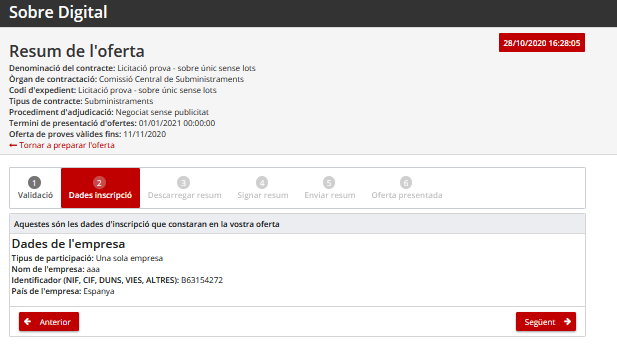 Sobre Digital
28/10/2020 16:28:05
Resum de l'oferta
Denominació del contracte: Licitació prova - sobre únic sense lots
Òrgan de contractació: Comissió Central de Subministraments
Codi d'expedient: Licitació prova - sobre únic sense lots
Tipus de contracte: Subministraments
Procediment d'adjudicació: Negociat sense publicitat
Termini de presentació d'ofertes: 01/01/2021 00:00:00
Oferta de proves vàlides fins: 11/11/2020
← Tornar a preparar l'oferta
1 2 3 4 5 6
Validació Dades inscripció Descarregar resum Signar resum Enviar resum Oferta presentada
Aquestes són les dades d'inscripció que constaran en la vostra oferta
Dades de l'empresa
Tipus de participació: Una sola empresa
Nom de l'empresa: aaa
Identificador (NIF, CIF, DUNS, VIES, ALTRES): B63154272
País de l'empresa: Espanya
← Anterior Següent →